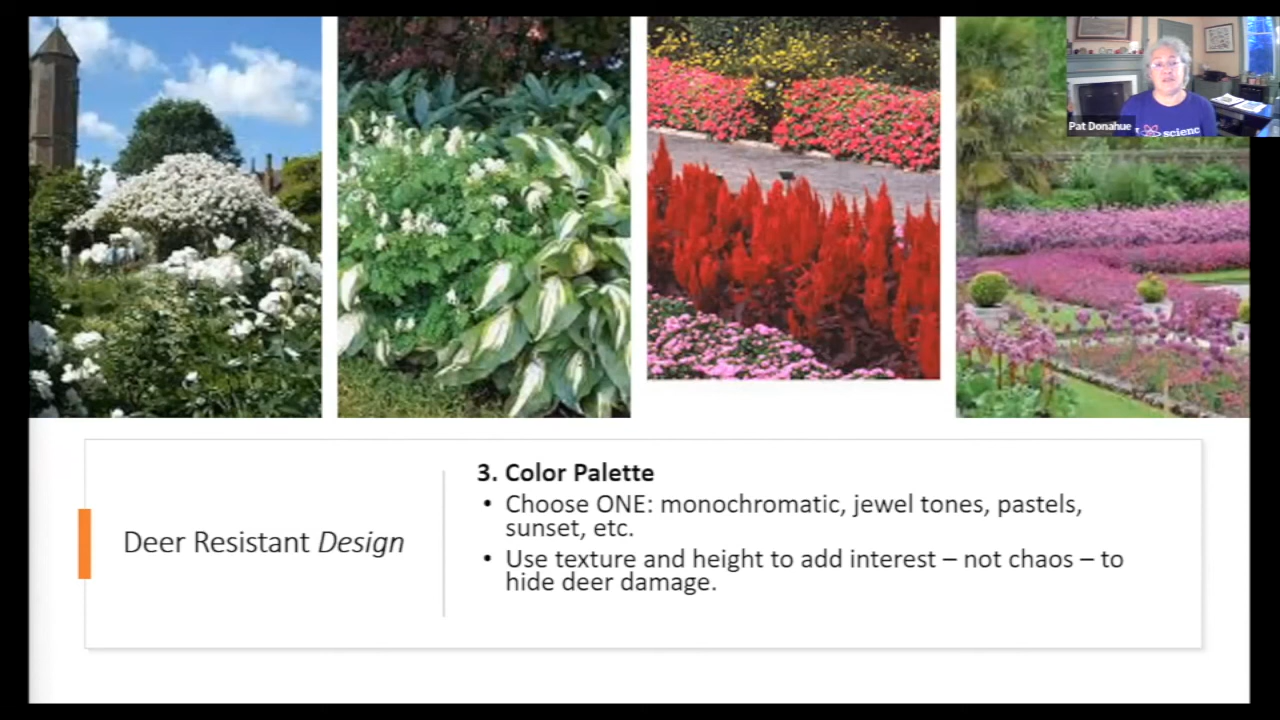 Pat Donahue
scienc
3. Color Palette
• Choose ONE: monochromatic, jewel tones, pastels,
sunset, etc.
• Use texture and height to add interest – not chaos – to
hide deer damage.
Deer Resistant Design